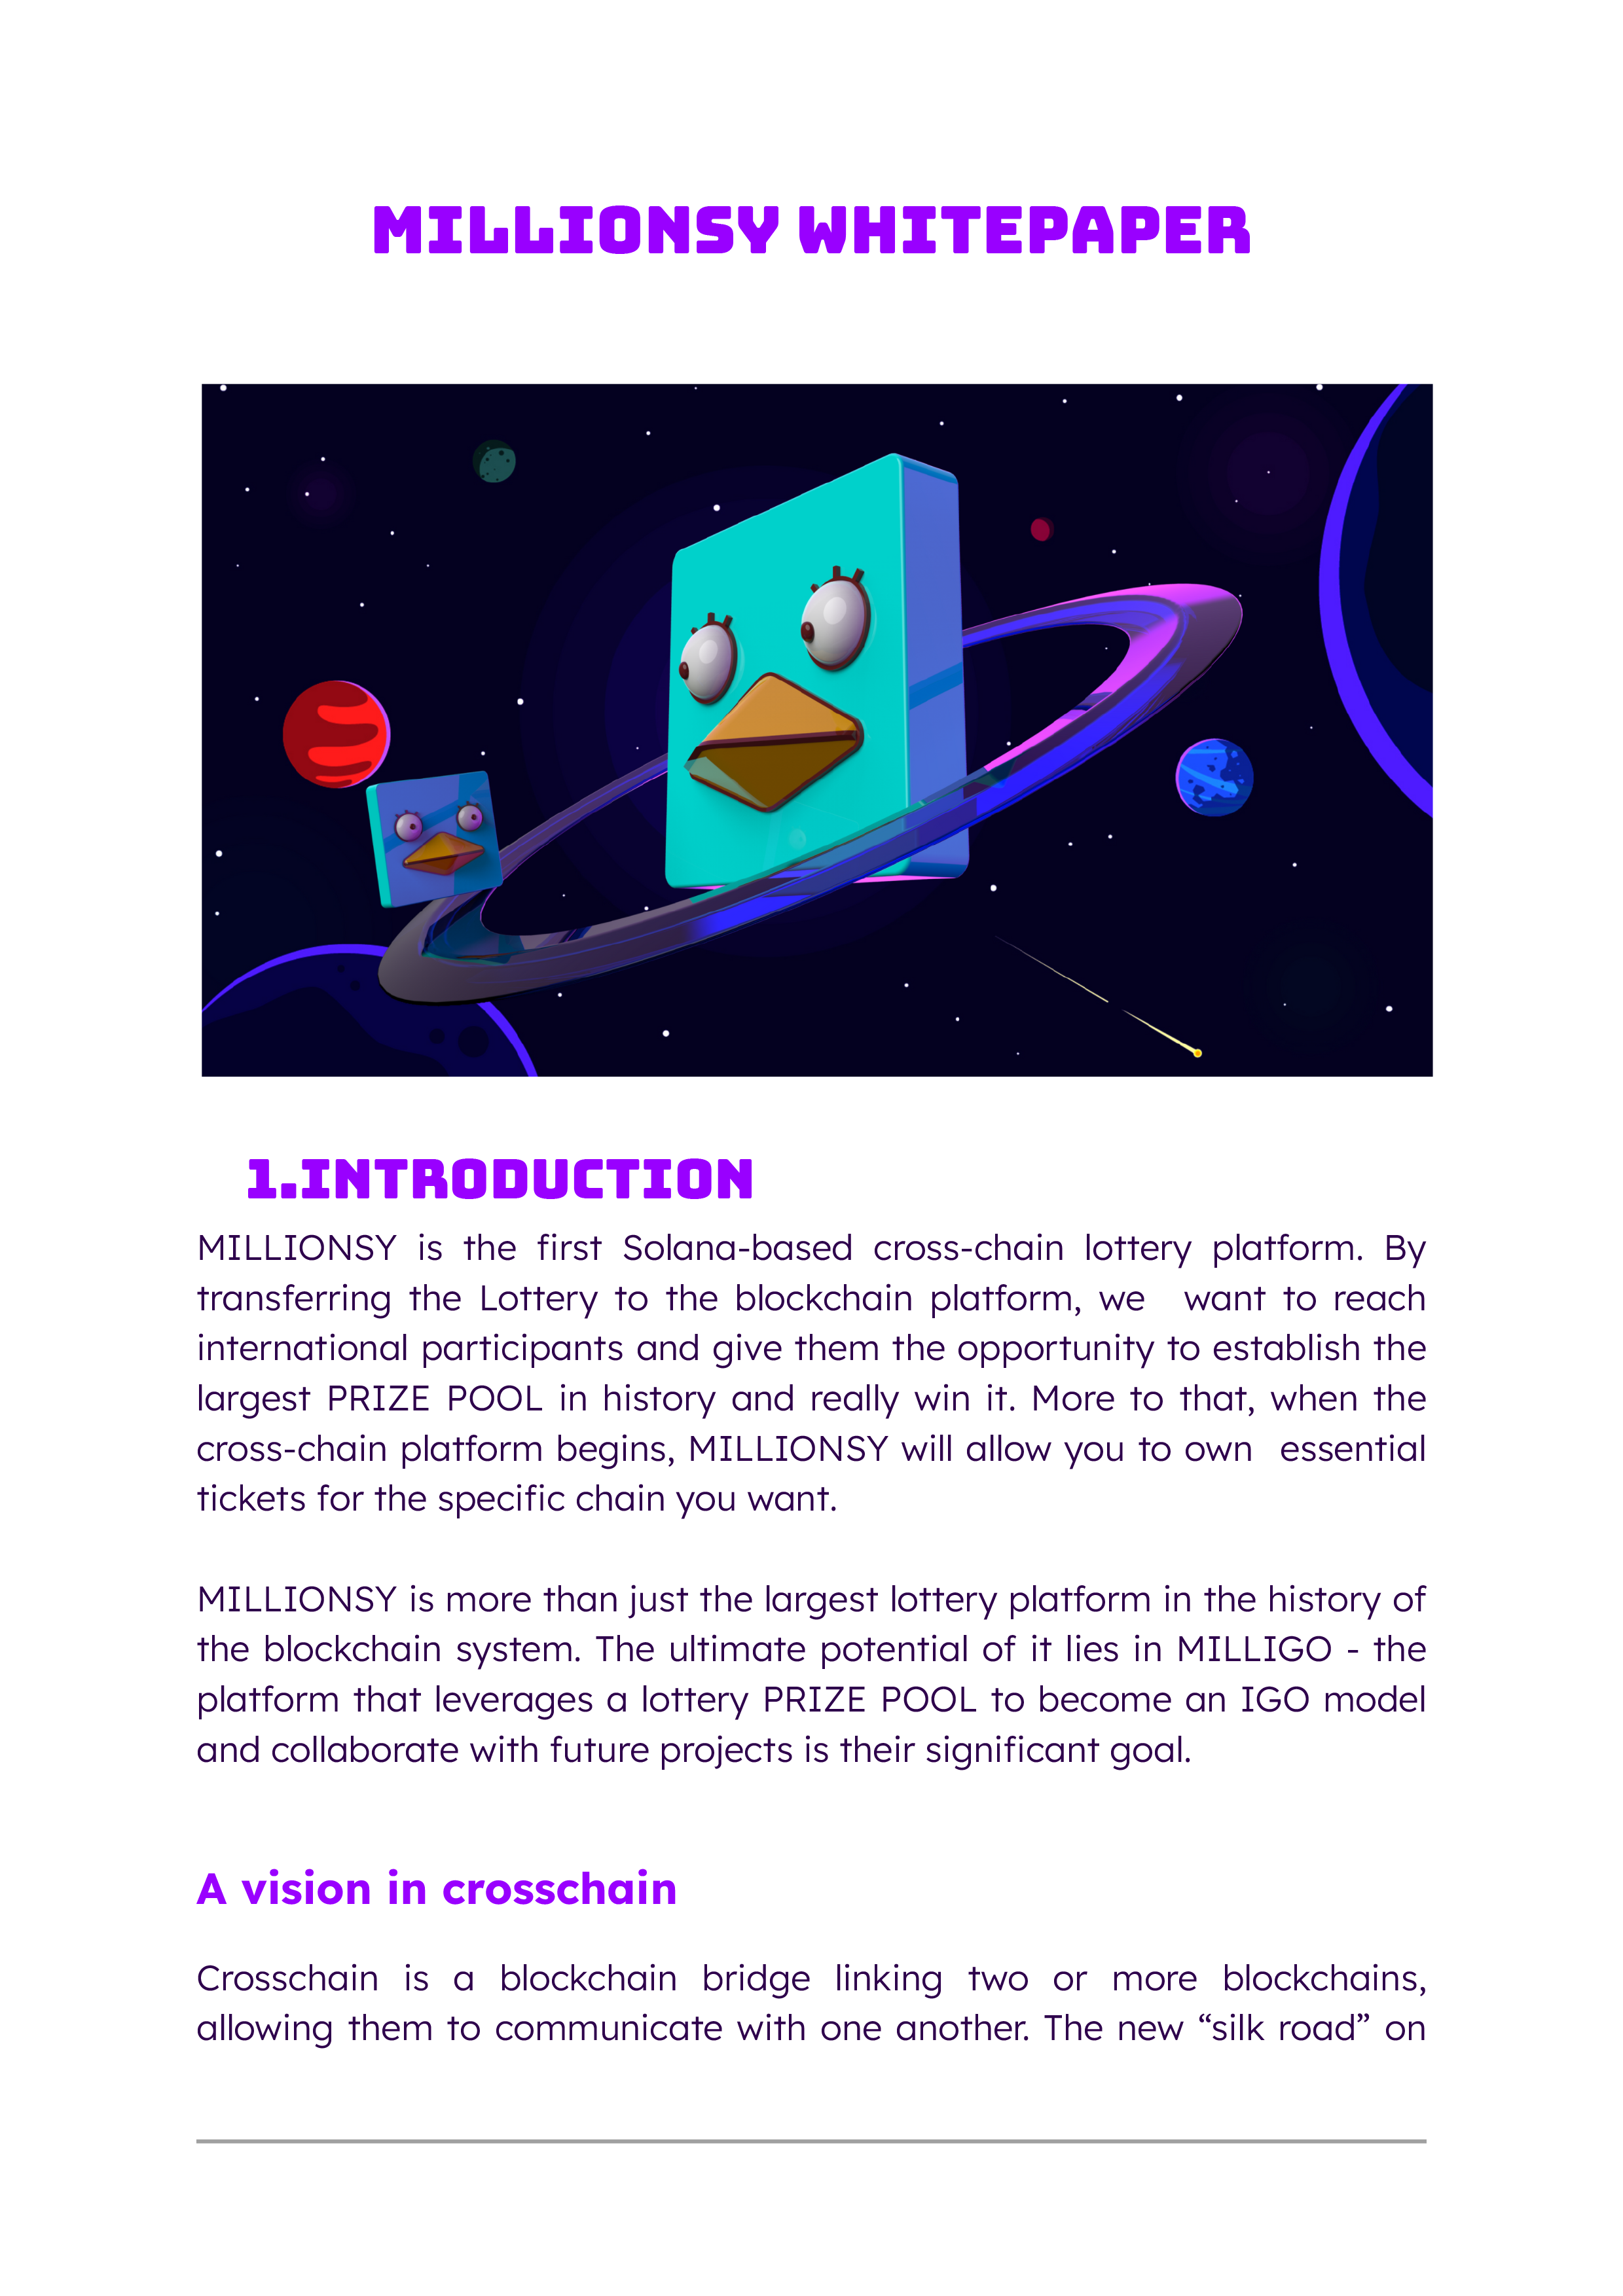 MILLIONSY WHITEPAPER
1.INTRODUCTION
MILLIONSY is the first Solana-based cross-chain lottery platform. By
transferring the Lottery to the blockchain platform, we want to reach
international participants and give them the opportunity to establish the
largest PRIZE POOL in history and really win it. More to that, when the
cross-chain platform begins, MILLIONSY will allow you to own essential
tickets for the specific chain you want.
MILLIONSY is more than just the largest lottery platform in the history of
the blockchain system. The ultimate potential of it lies in MILLIGO - the
platform that leverages a lottery PRIZE POOL to become an IGO model
and collaborate with future projects is their significant goal.
A vision in crosschain
Crosschain is a blockchain bridge linking two or more blockchains,
allowing them to communicate with one another. The new “silk road” on